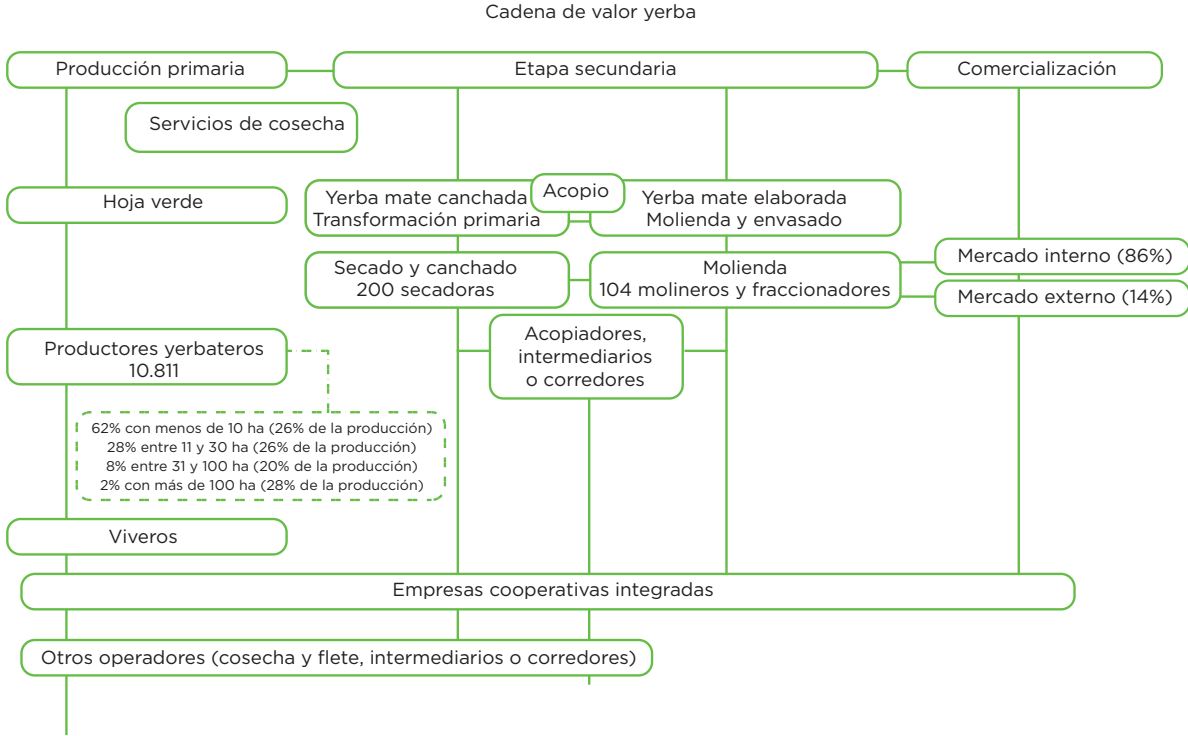 Cadena de valor yerba
Producción primaria
Etapa secundaria
Comercialización
Servicios de cosecha
Hoja verde
Yerba mate canchada
Transformación primaria
Acopio
Yerba mate elaborada
Molienda y envasado
Secado y canchado
200 secadoras
Molienda
104 molineros y fraccionadores
Mercado interno (86%)
Mercado externo (14%)
Productores yerbateros
10.811
Acopiadores,
intermediarios
o corredores
62% con menos de 10 ha (26% de la producción)
28% entre 11 y 30 ha (26% de la producción)
8% entre 31 y 100 ha (20% de la producción)
2% con más de 100 ha (28% de la producción)
Viveros
Empresas cooperativas integradas
Otros operadores (cosecha y flete, intermediarios o corredores)